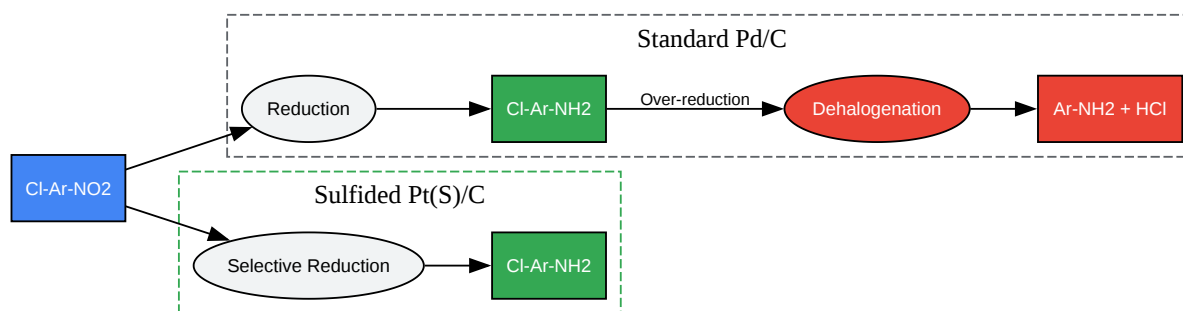 Standard Pd/C
Reduction
Cl-Ar-NH2
Over-reduction
Dehalogenation
Ar-NH2 + HCl
Cl-Ar-NO2
Sulfided Pt(S)/C
Selective Reduction
Cl-Ar-NH2